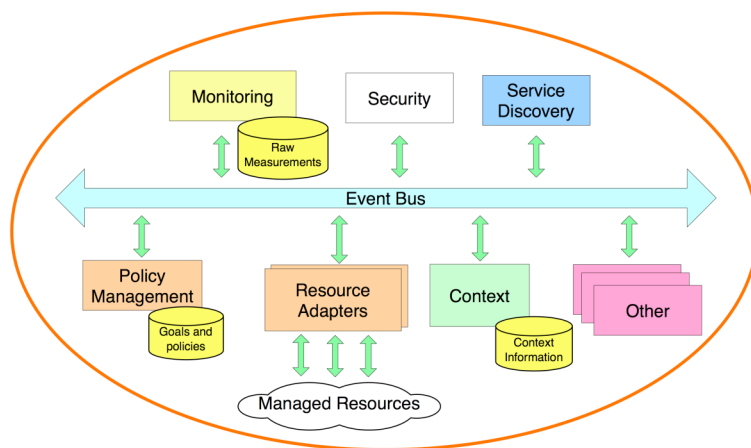 Monitoring
Security
Service
Discovery
Raw
Measurements
Event Bus
Policy
Management
Resource
Adapters
Context
Other
Goals and
policies
Context
Information
Managed Resources